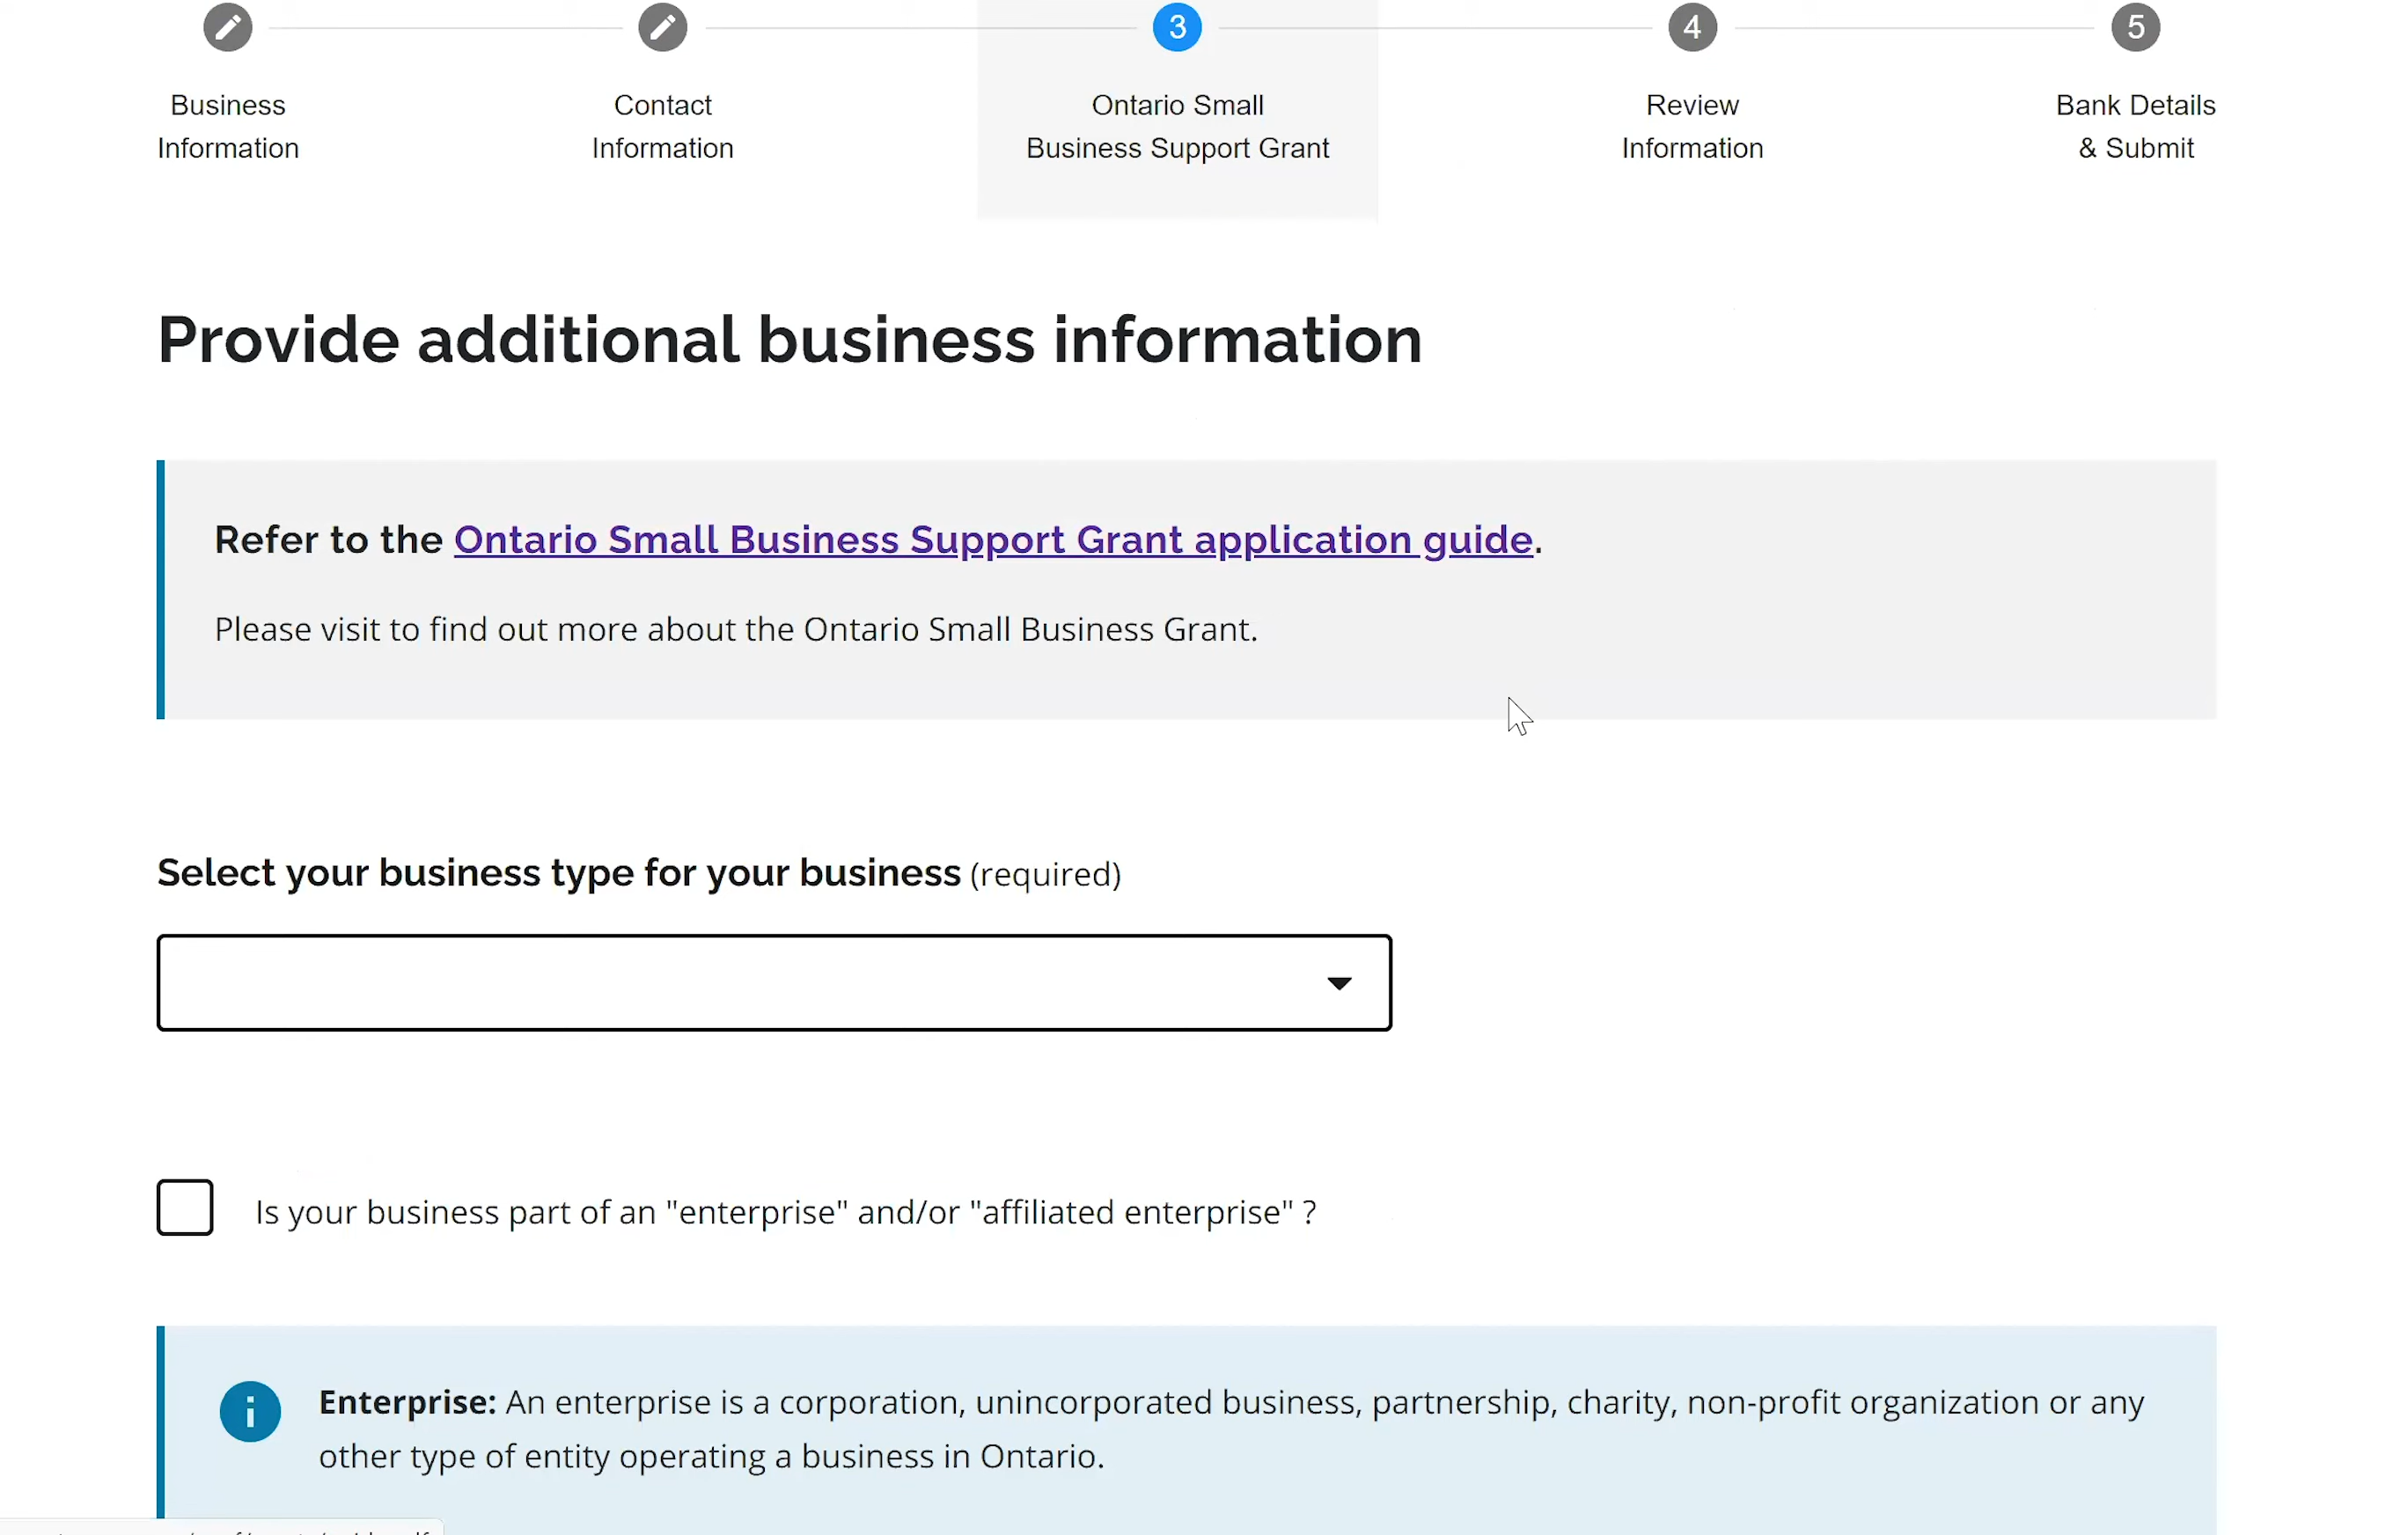 3
4
5
Business
Information
Contact
Information
Ontario Small
Business Support Grant
Review
Information
Bank Details
& Submit
Provide additional business information
Refer to the Ontario Small Business Support Grant application guide.
Please visit to find out more about the Ontario Small Business Grant.
Select your business type for your business (required)
Is your business part of an "enterprise" and/or "affiliated enterprise" ?
i
Enterprise: An enterprise is a corporation, unincorporated business, partnership, charity, non-profit organization or any
other type of entity operating a business in Ontario.